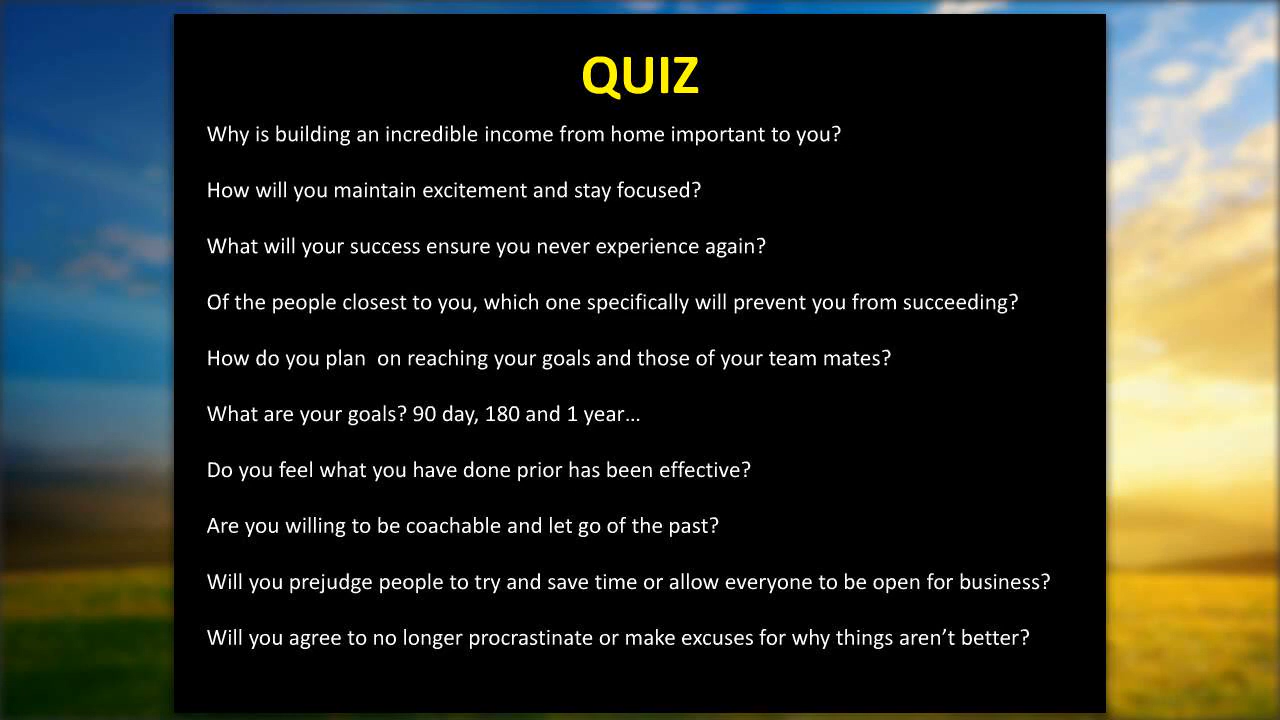 QUIZ
Why is building an incredible income from home important to you?
How will you maintain excitement and stay focused?
What will your success ensure you never experience again?
Of the people closest to you, which one specifically will prevent you from succeeding?
How do you plan  on reaching your goals and those of your team mates?
What are your goals? 90 day, 180 and 1 year...
Do you feel what you have done prior has been effective?
Are you willing to be coachable and let go of the past?
Will you prejudge people to try and save time or allow everyone to be open for business?
Will you agree to no longer procrastinate or make excuses for why things aren’t better?